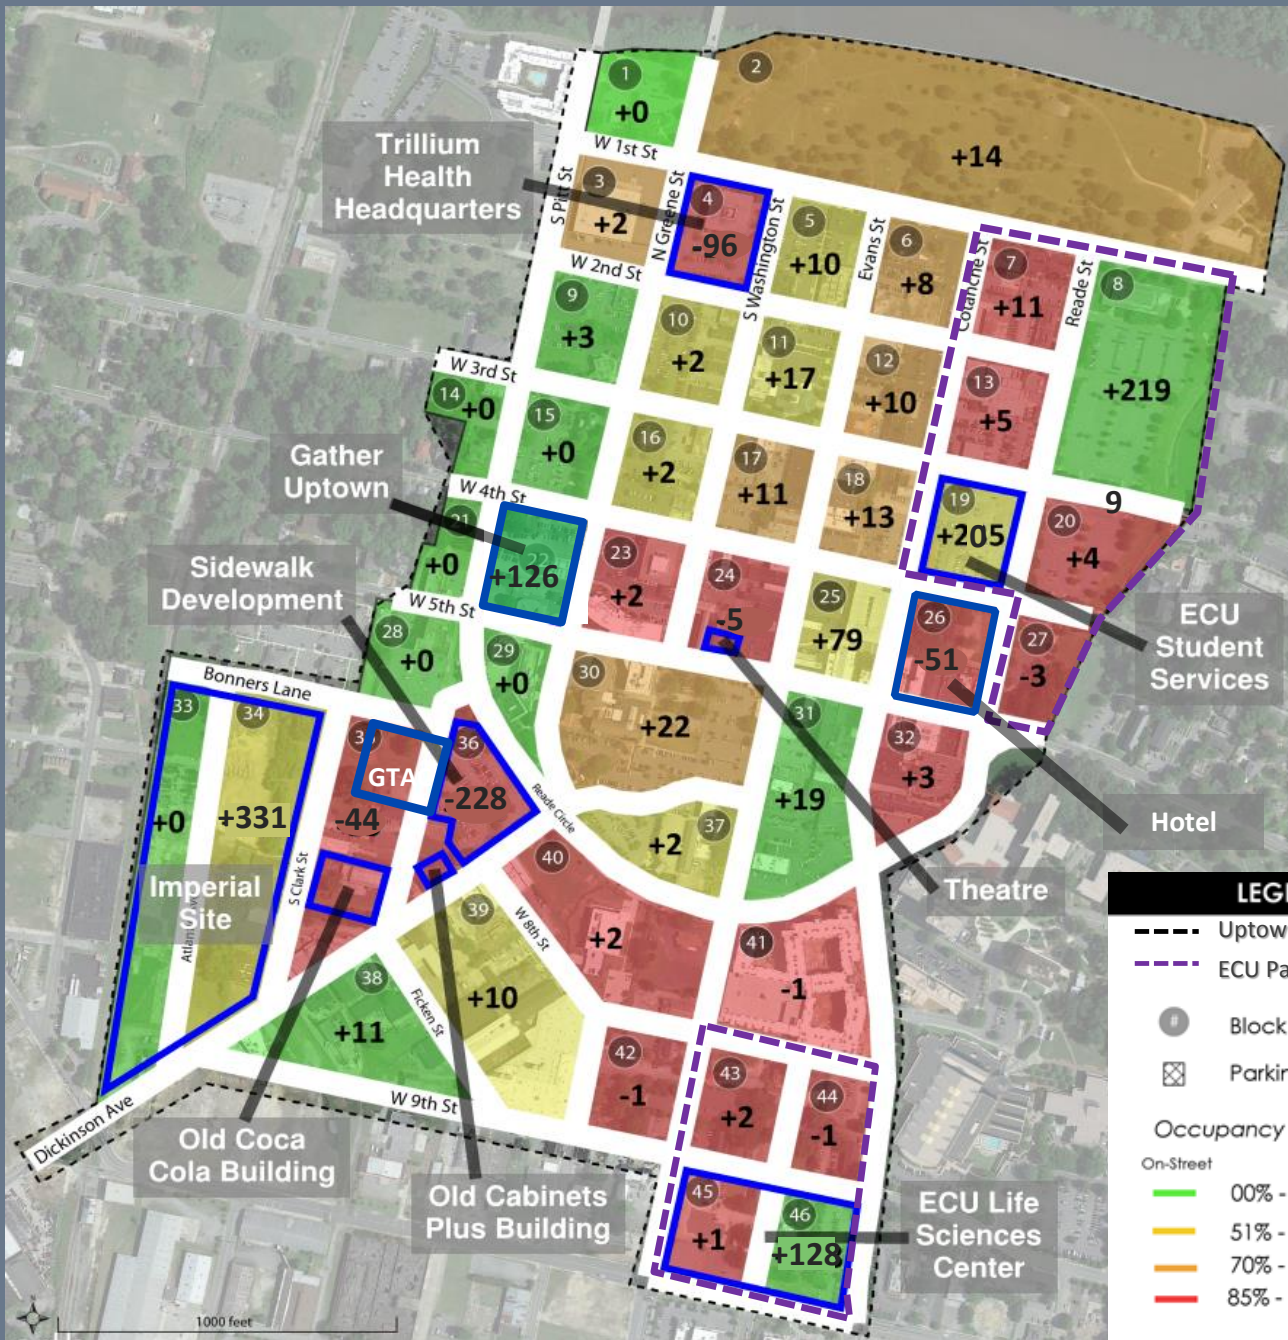 1
+0
2
+14
W 1st St
Trillium
Health
Headquarters
S Pitt St
3
+2
N Greene St
4
-96
S Washington St
5
+10
Evans St
6
+8
Cotanche St
7
+11
Reade St
8
+219
W 2nd St
9
+3
10
+2
11
+17
12
+10
13
+5
W 3rd St
14
+0
15
+0
16
+2
17
+11
18
+13
19
+205
9
20
+4
Gather
Uptown
W 4th St
21
+0
22
+126
23
+2
24
-5
25
+79
26
-51
27
-3
ECU
Student
Services
Sidewalk
Development
W 5th St
28
+0
29
+0
30
+22
31
+19
32
+3
Hotel
Bonners Lane
33
+0
34
+331
GTA
-44
36
-228
Reade Circle
37
+2
Theatre
Imperial
Site
S Clark St
38
+11
39
+10
40
+2
41
-1
W 8th St
Ficken St
42
-1
43
+2
44
-1
W 9th St
Dickinson Ave
Old Coca
Cola Building
Old Cabinets
Plus Building
45
+1
46
+128
ECU Life
Sciences
Center
1000 feet
LEG
Uptow
ECU Pa
# Block
Parkin
Occupancy
On-Street
00% -
51% -
70% -
85% -